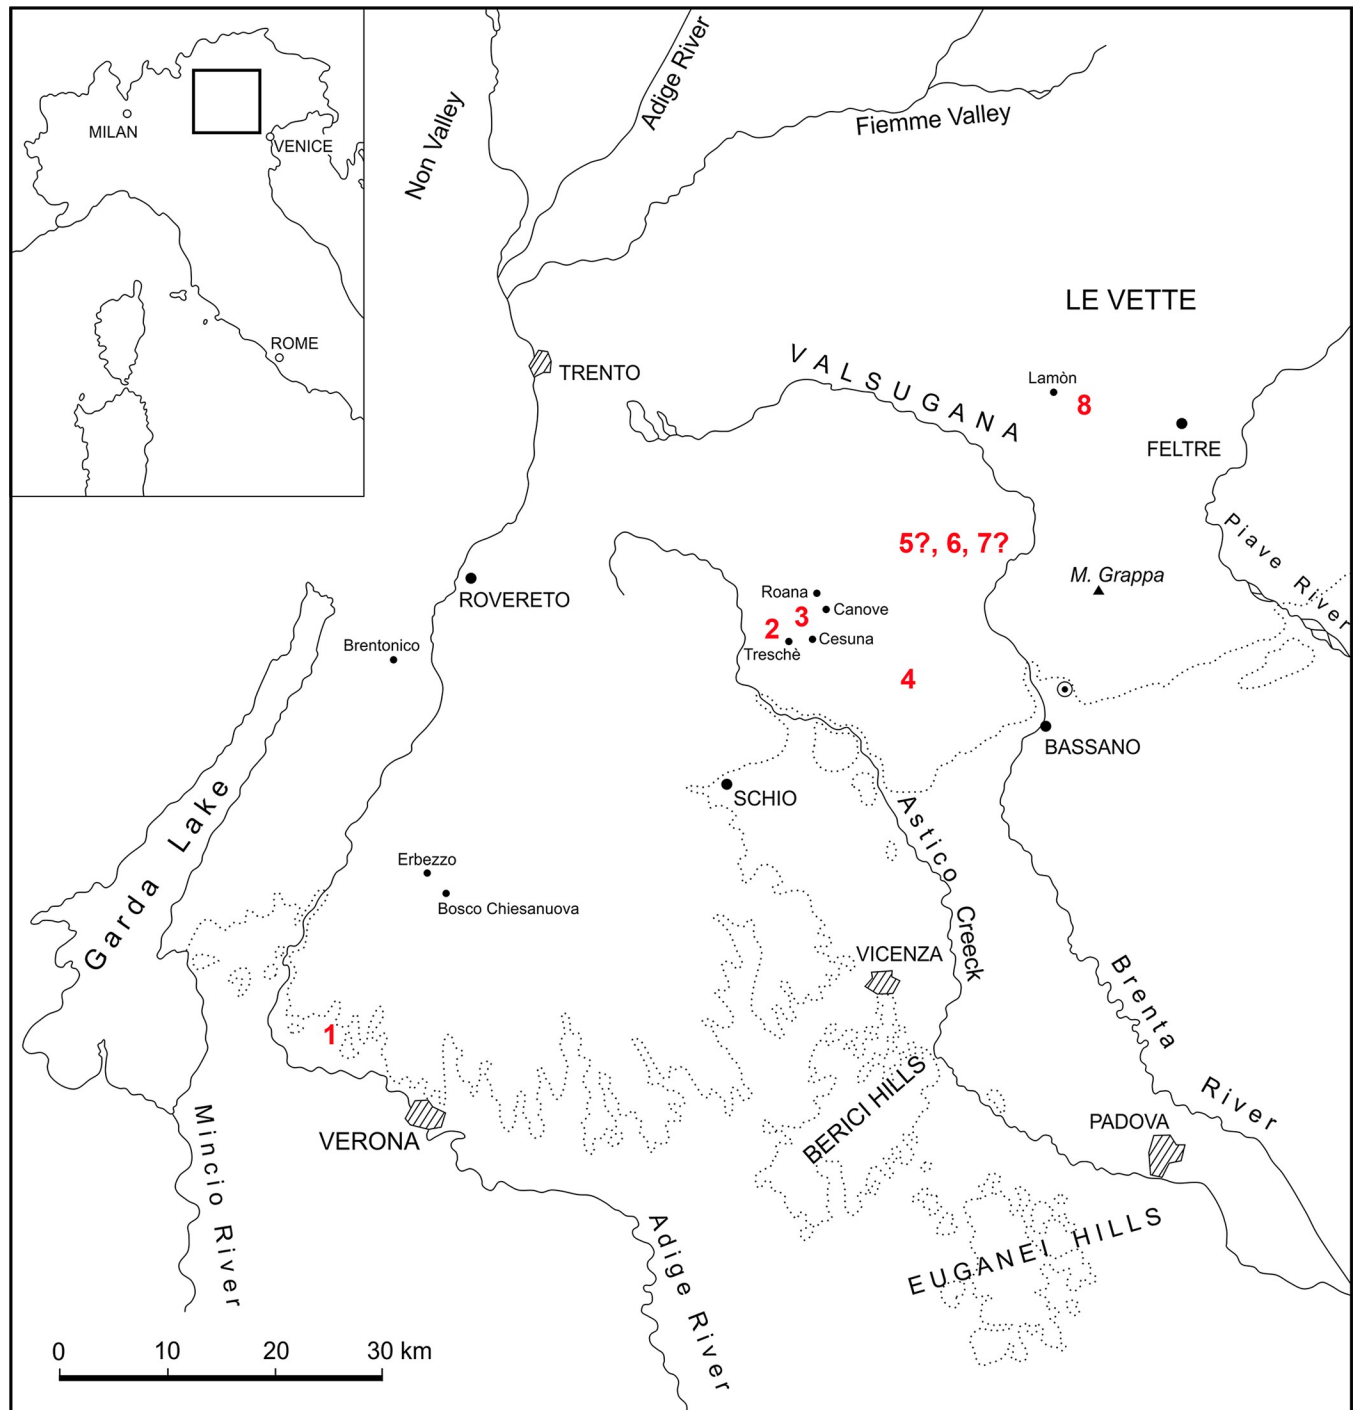 MILAN
VENICE
ROME
Non Valley
Adige River
Fiemme Valley
LE VETTE
TRENTO
VALSUGANA
Lamòn
8
FELTRE
Piave River
5?, 6, 7?
M. Grappa
ROVERETO
Roana
Canove
3
2
Cesuna
Treschè
Brentonico
4
BASSANO
SCHIO
Garda Lake
Astico Creeck
Erbezzo
Bosco Chiesanuova
VICENZA
Brenta River
1
BERICI HILLS
VERONA
PADOVA
Mincio River
EUGANEI HILLS
Adige River
0 10 20 30 km